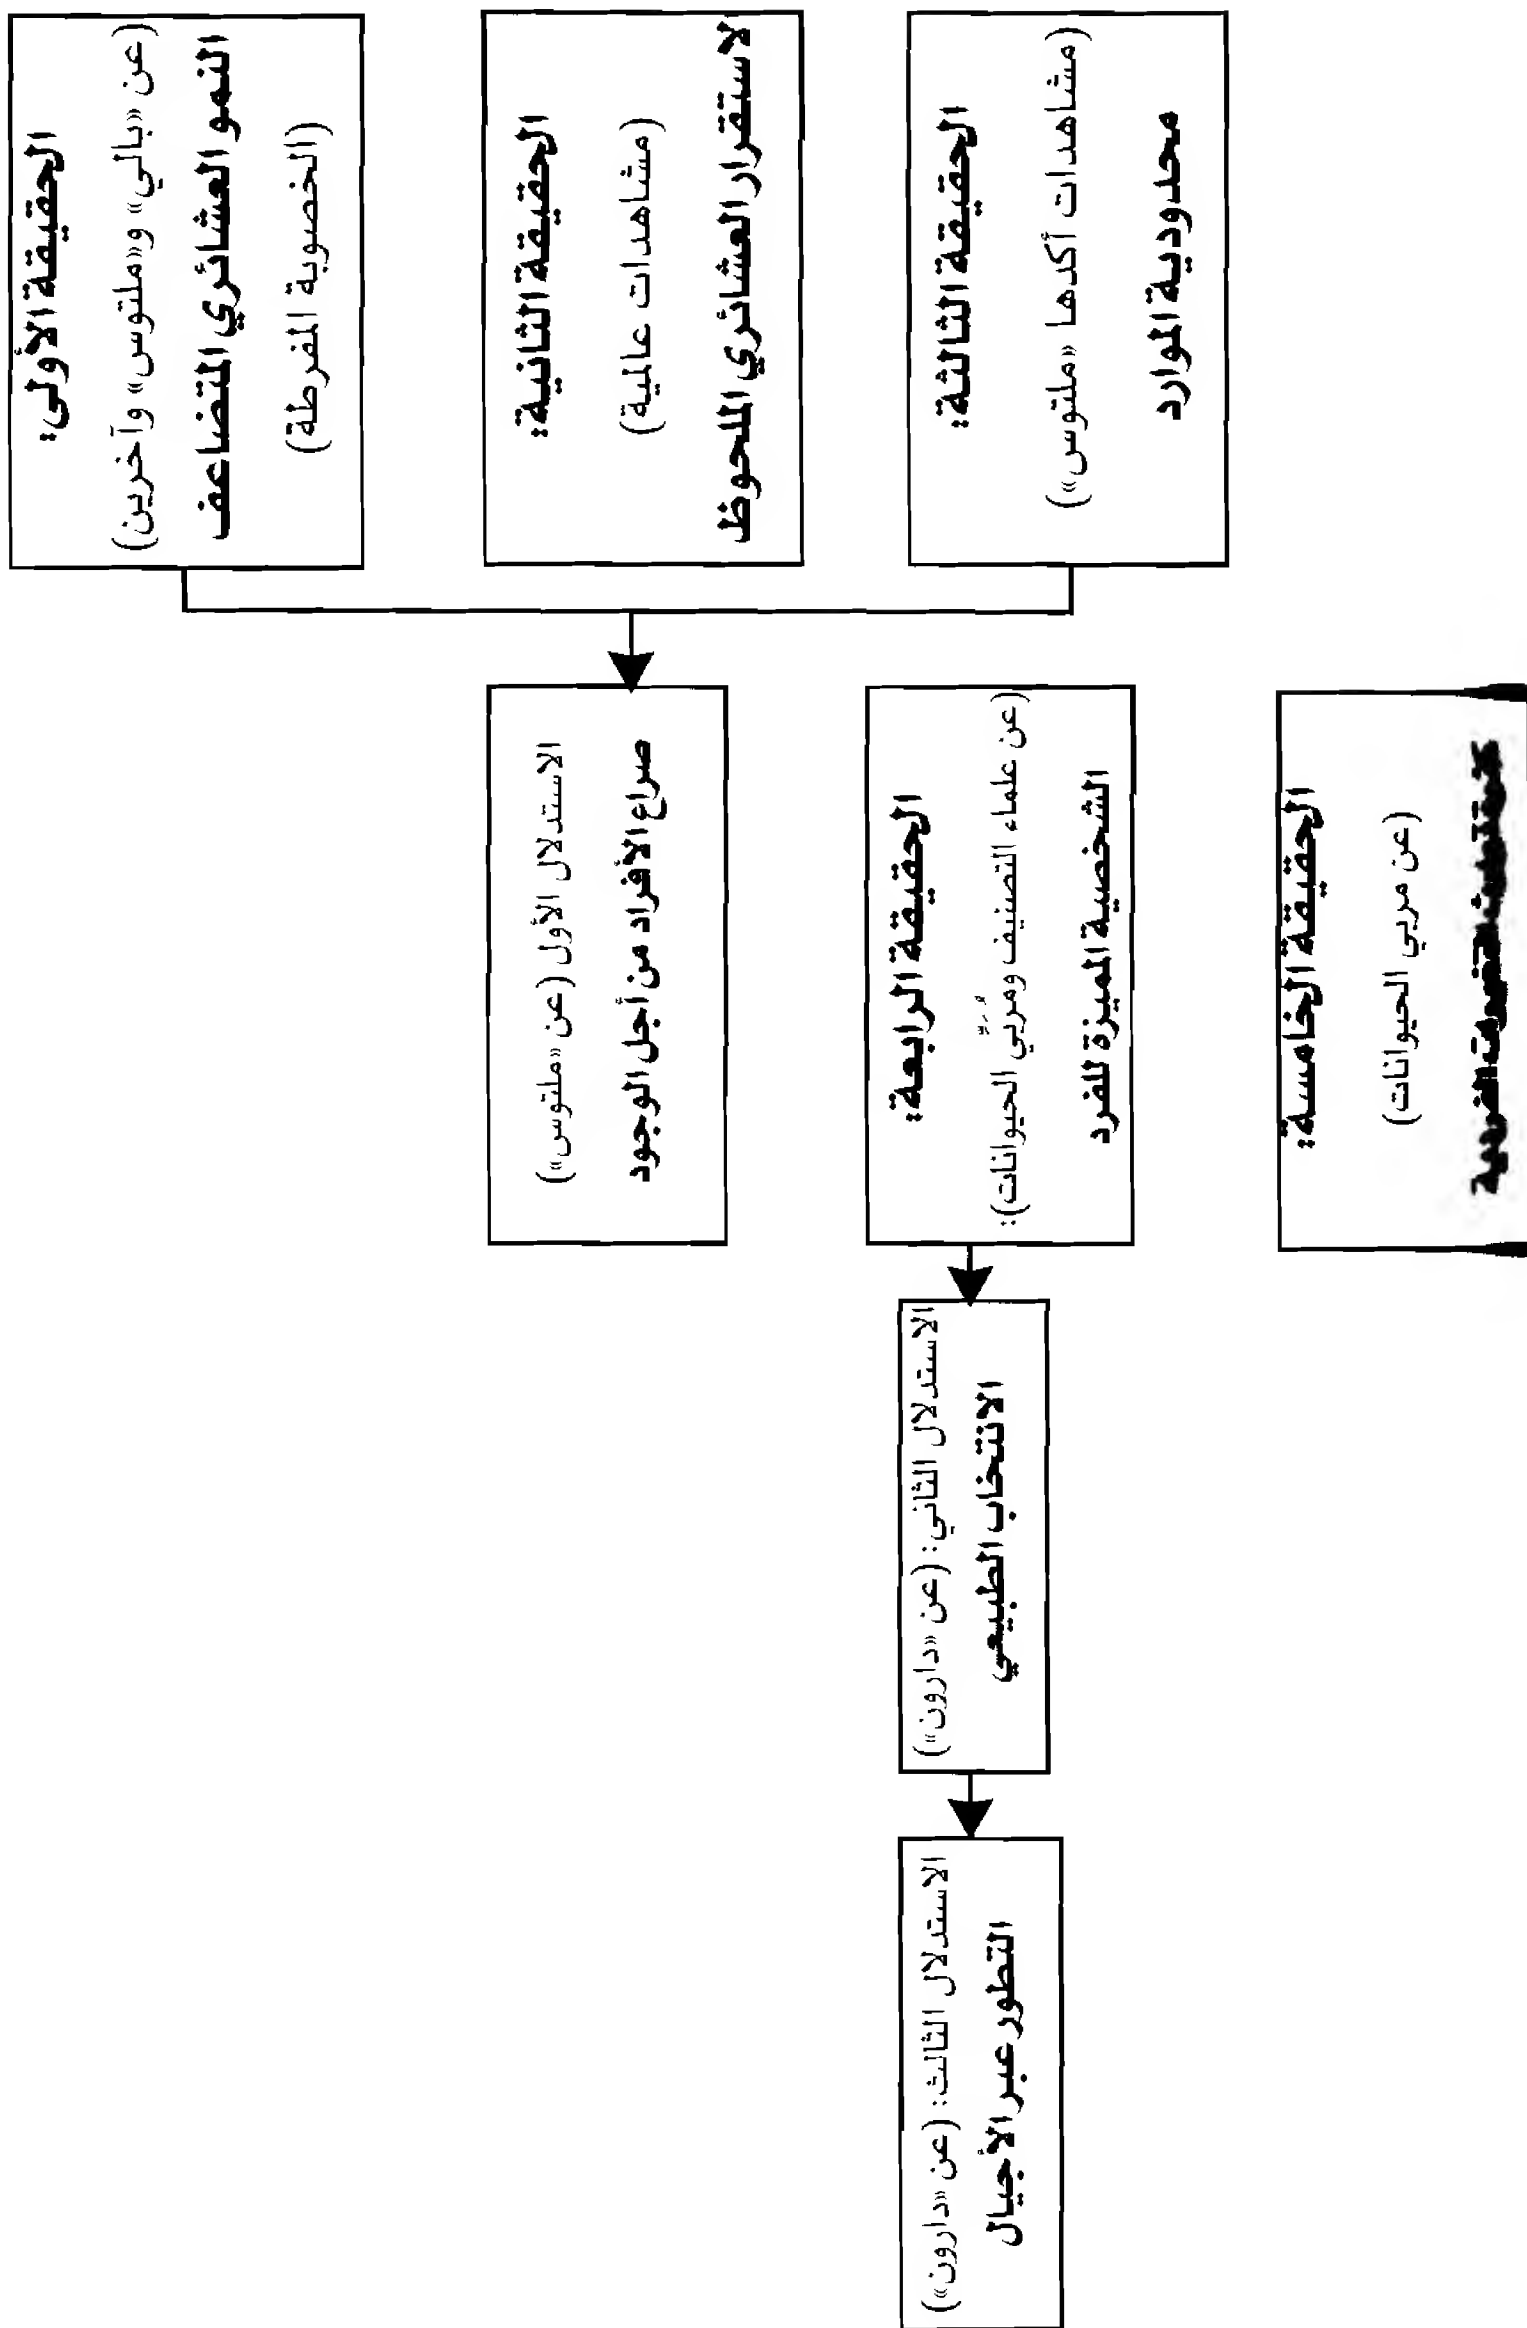 الحقيقة الأولى:
(عن «بالي» و«ملتوس» وآخرين)
النمو العشائري المتضاعف
(الخصوبة المفرطة)
الحقيقة الثانية:
(مشاهدات عالمية)
الاستقرار العشائري الملحوظ
الحقيقة الثالثة:
(مشاهدات أكدها «ملتوس»)
محدودية الموارد
الاستدلال الأول (عن «ملتوس»)
صراع الأفراد من أجل الوجود
الحقيقة الرابعة:
(عن علماء التصنيف ومُربّي الحيوانات):
الشخصية المميزة للفرد
الحقيقة الخامسة:
(عن مربي الحيوانات)
الفردية
الاستدلال الثاني: (عن «دارون»)
الانتخاب الطبيعي
الاستدلال الثالث: (عن «دارون»)
التطور عبر الأجيال